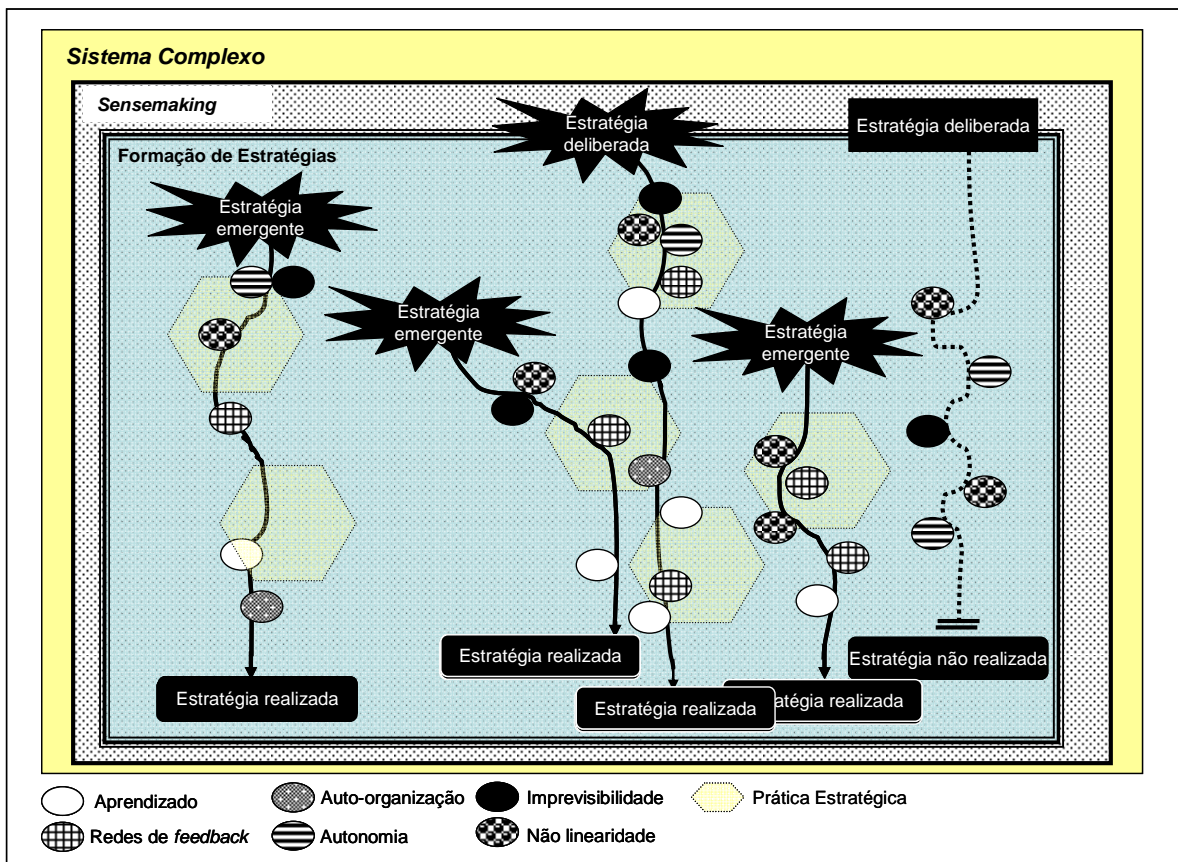 Sistema Complexo
Sensemaking
Formação de Estratégias
Estratégia
deliberada
Estratégia deliberada
Estratégia
emergente
Estratégia
emergente
Estratégia
emergente
Estratégia realizada
Estratégia não realizada
Estratégia realizada
Estratégia realizada
atégia realizada
Aprendizado
Auto-organização
Imprevisibilidade
Prática Estratégica
Redes de feedback
Autonomia
Não linearidade